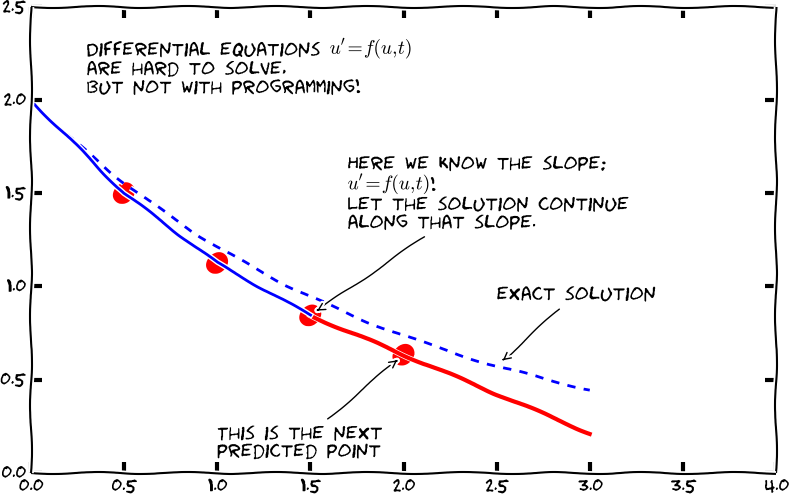 2.5
DIFFERENTIAL EQUATIONS u′=f(u,t)
ARE HARD TO SOLVE.
BUT NOT WITH PROGRAMMING!
2.0
HERE WE KNOW THE SLOPE:
u′=f(u,t)!
LET THE SOLUTION CONTINUE
ALONG THAT SLOPE.
1.5
1.0
EXACT SOLUTION
0.5
THIS IS THE NEXT
PREDICTED POINT
0.0
0.0 0.5 1.0 1.5 2.0 2.5 3.0 3.5 4.0